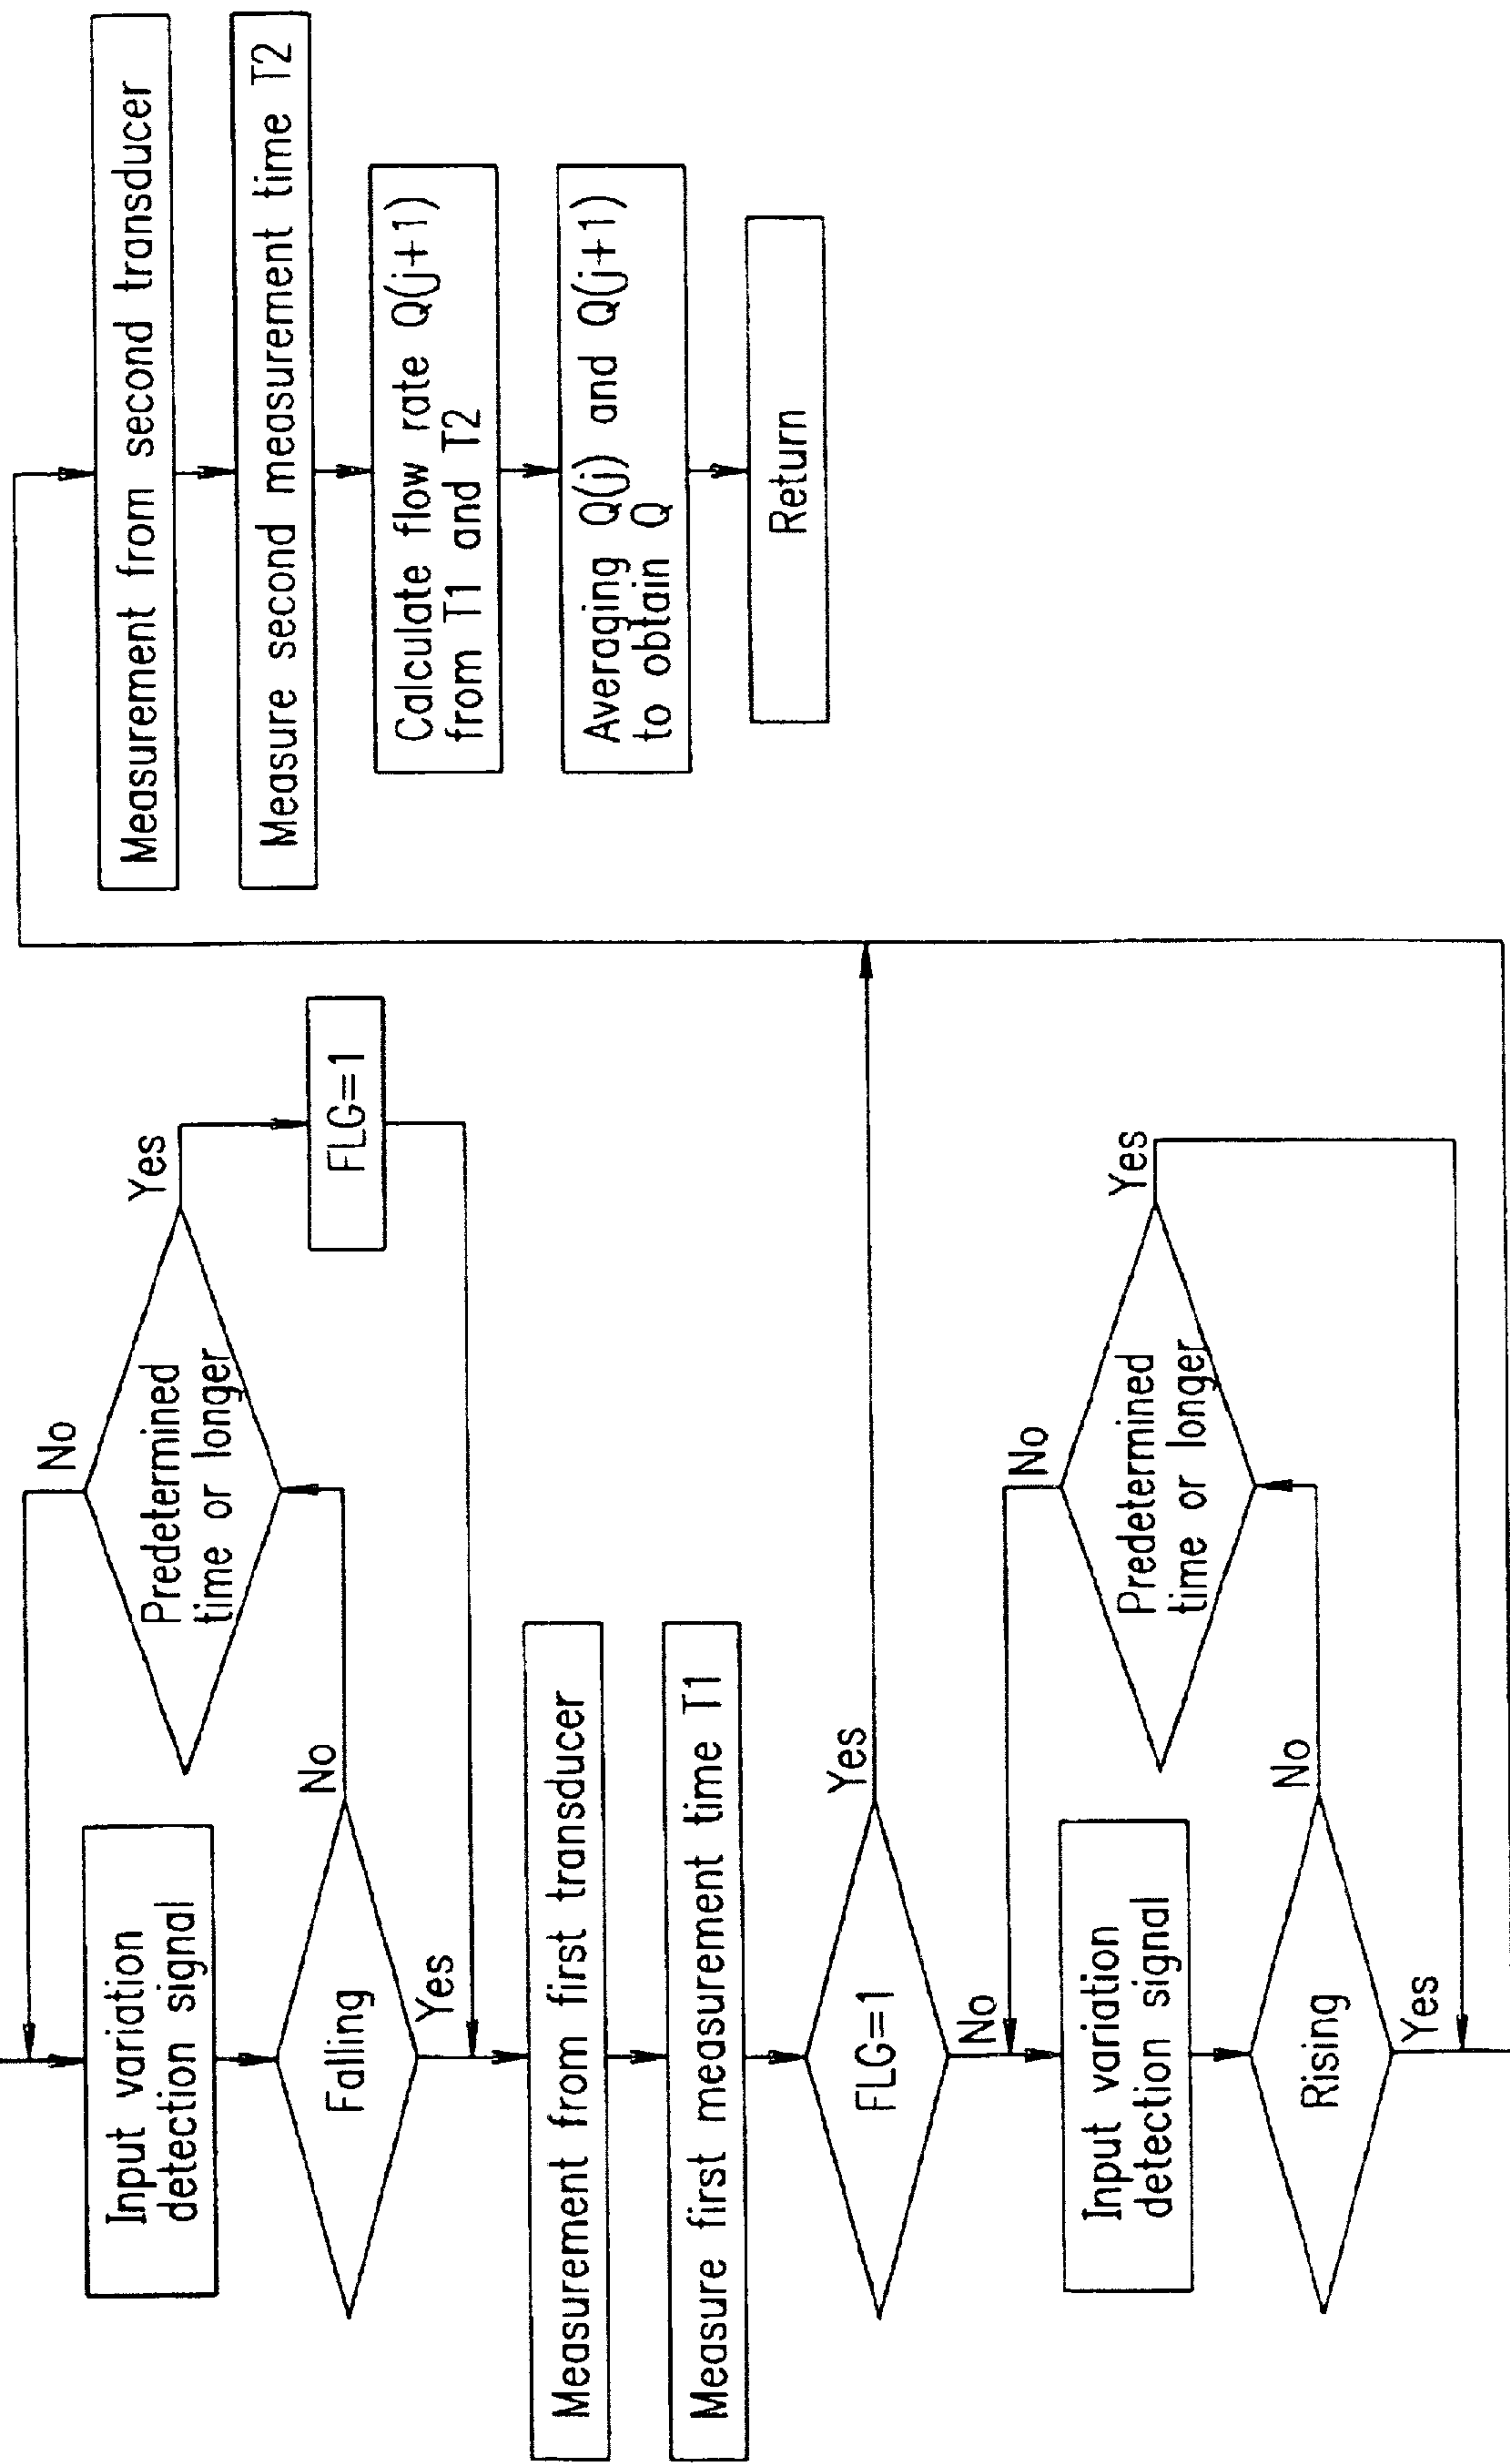 Input variation
detection signal
Falling
No
Yes
Predetermined
time or longer
No
Yes
FLG=1
Measurement from first transducer
Measure first measurement time T1
FLG=1
Yes
No
Input variation
detection signal
Rising
No
Yes
Predetermined
time or longer
No
Yes
Measurement from second transducer
Measure second measurement time T2
Calculate flow rate Q(j+1)
from T1 and T2
Averaging Q(j) and Q(j+1)
to obtain Q
Return